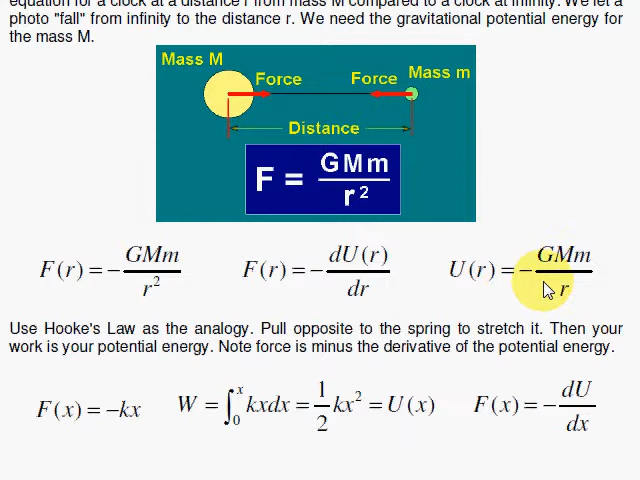 equation for a clock at a distance r from mass M compared to a clock at infinity. We let a
photo "fall" from infinity to the distance r. We need the gravitational potential energy for
the mass M.
Mass M
Force Force Mass m
Distance
F = GMm / r²
F(r) = −GMm / r² F(r) = −dU(r) / dr U(r) = −GMm / r
Use Hooke's Law as the analogy. Pull opposite to the spring to stretch it. Then your
work is your potential energy. Note force is minus the derivative of the potential energy.
F(x) = −kx W = ∫₀ˣ kxdx = 1/2 kx² = U(x) F(x) = −dU / dx